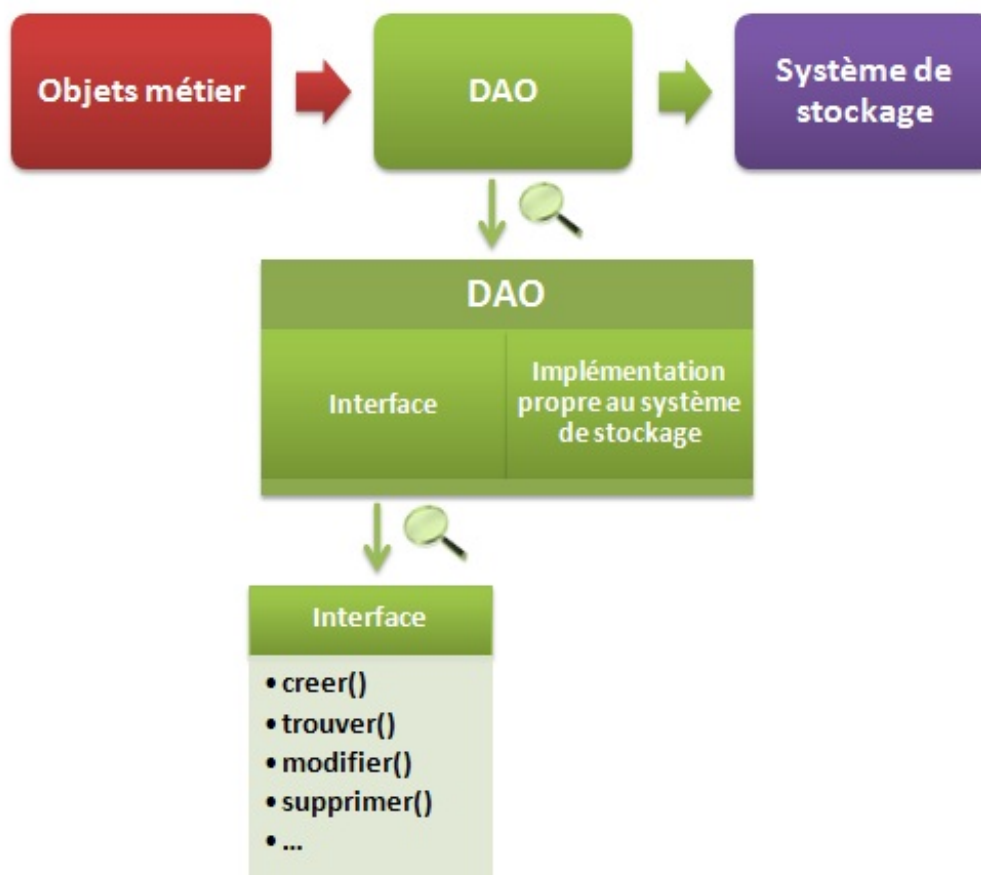 Objets métier
DAO
Système de
stockage
DAO
Interface
Implémentation
propre au système
de stockage
Interface
• creer()
• trouver()
• modifier()
• supprimer()
• ...